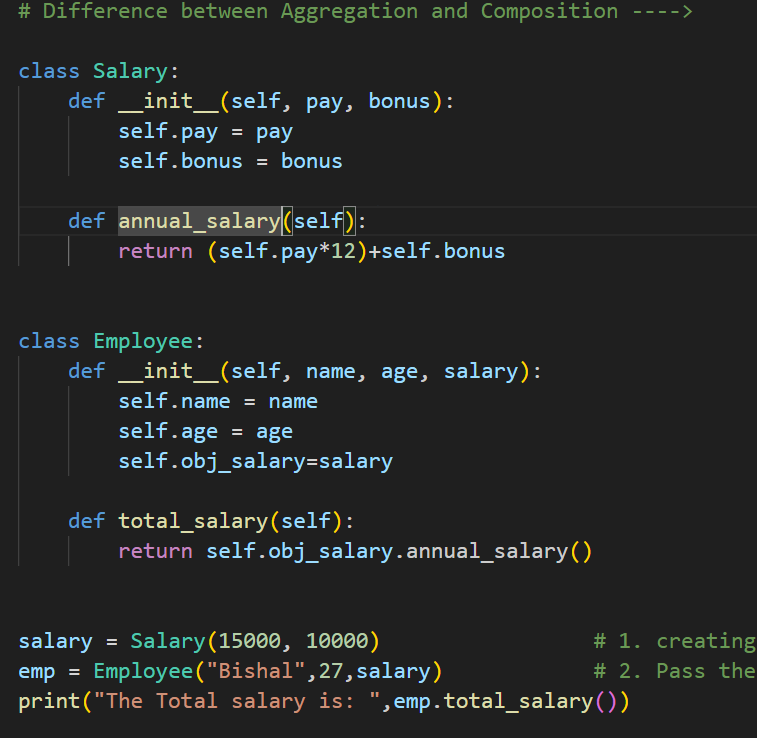 # Difference between Aggregation and Composition ---->
class Salary:
    def __init__(self, pay, bonus):
        self.pay = pay
        self.bonus = bonus
    def annual_salary(self):
        return (self.pay*12)+self.bonus
class Employee:
    def __init__(self, name, age, salary):
        self.name = name
        self.age = age
        self.obj_salary=salary
    def total_salary(self):
        return self.obj_salary.annual_salary()
salary = Salary(15000, 10000)                 # 1. creating
emp = Employee("Bishal",27,salary)            # 2. Pass the
print("The Total salary is: ",emp.total_salary())